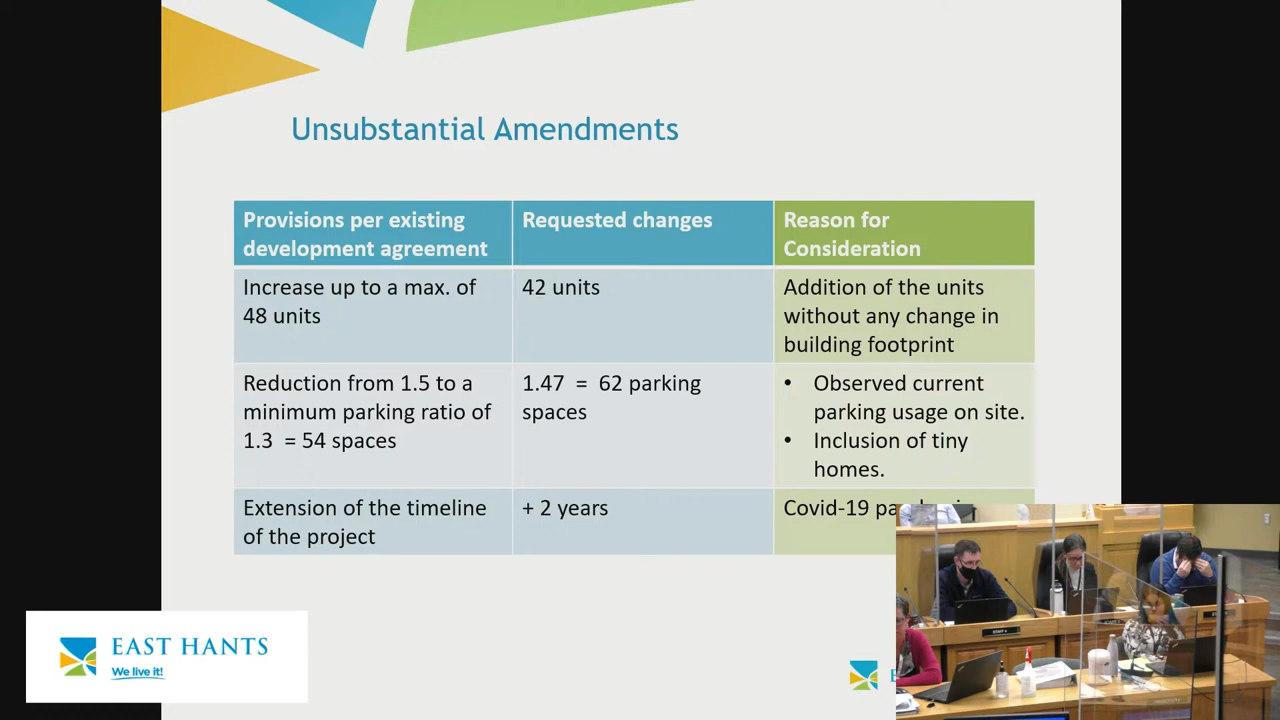 Unsubstantial Amendments
Provisions per existing
development agreement
Requested changes
Reason for
Consideration
Increase up to a max. of
48 units
42 units
Addition of the units
without any change in
building footprint
Reduction from 1.5 to a
minimum parking ratio of
1.3 = 54 spaces
1.47 = 62 parking
spaces
• Observed current
parking usage on site.
• Inclusion of tiny
homes.
Extension of the timeline
of the project
+ 2 years
Covid-19
EAST HANTS
We live it!